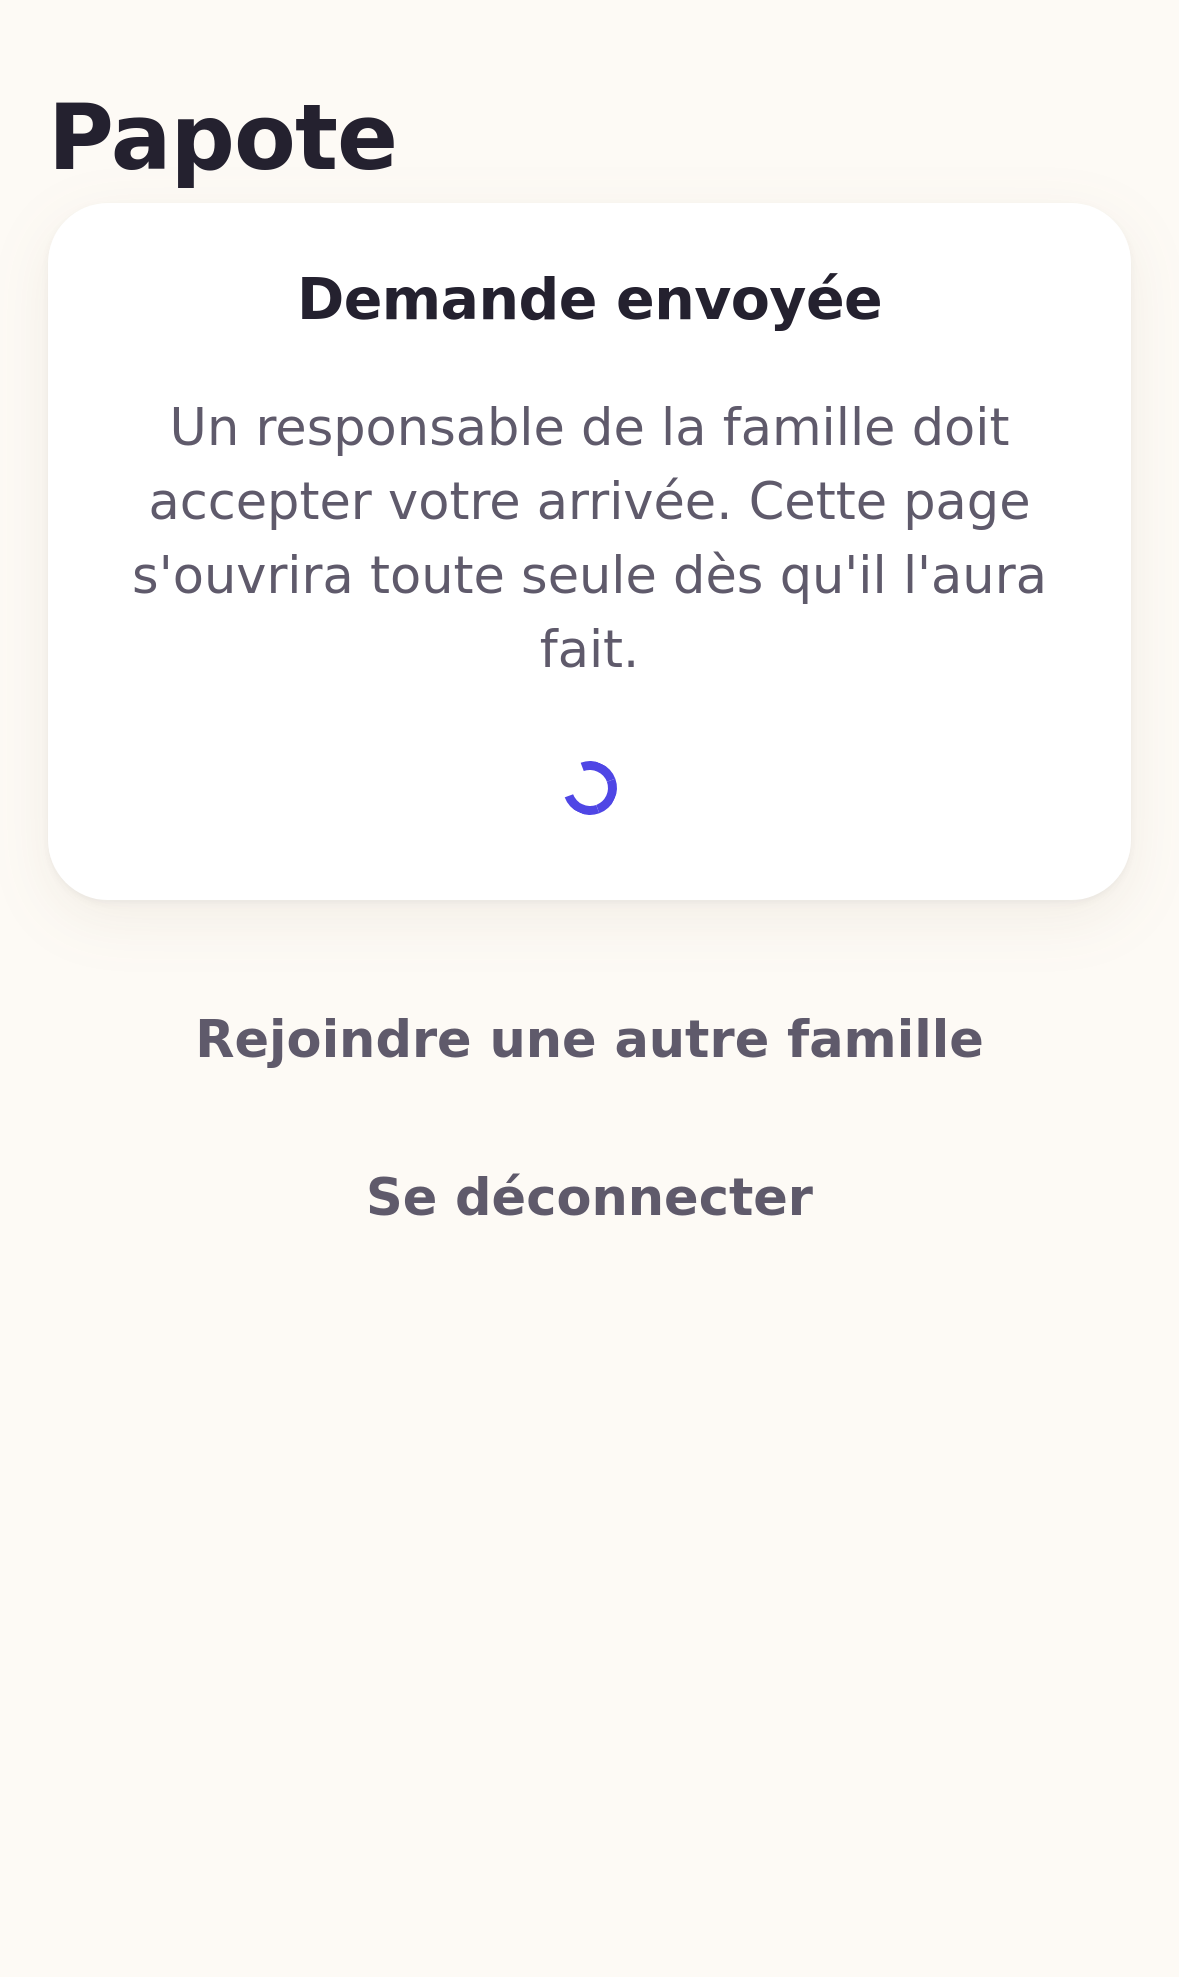 Papote
Demande envoyée
Un responsable de la famille doit
accepter votre arrivée. Cette page
s'ouvrira toute seule dès qu'il l'aura
fait.
Rejoindre une autre famille
Se déconnecter